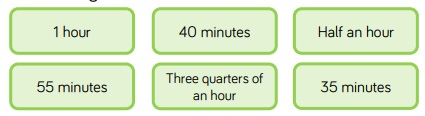 1 hour
40 minutes
Half an hour
55 minutes
Three quarters of
an hour
35 minutes